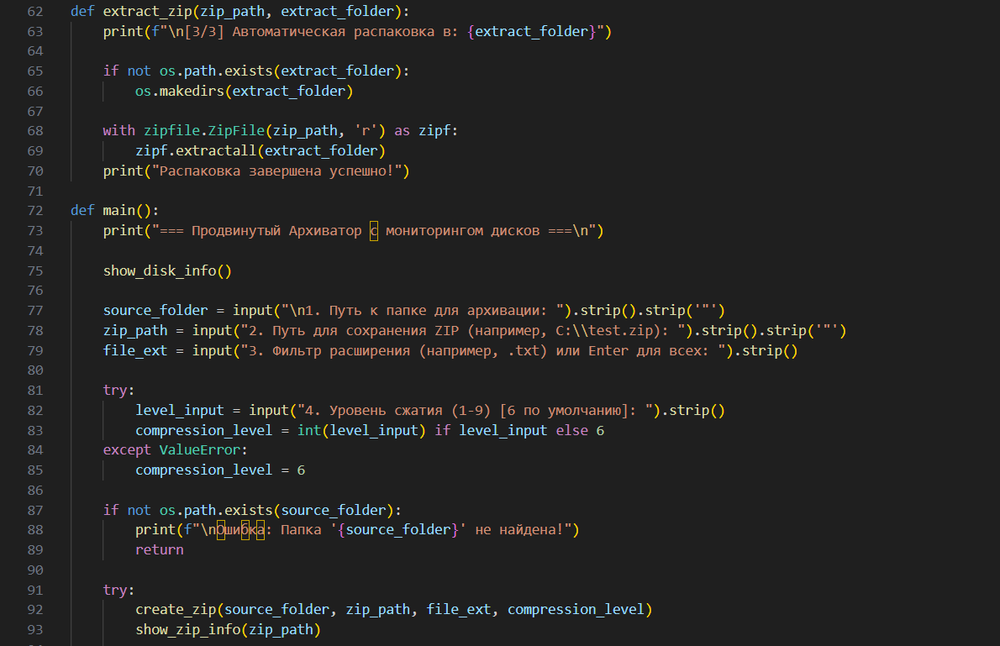 62 def extract_zip(zip_path, extract_folder):
63     print(f"\n[3/3] Автоматическая распаковка в: {extract_folder}")
64
65     if not os.path.exists(extract_folder):
66         os.makedirs(extract_folder)
67
68     with zipfile.ZipFile(zip_path, 'r') as zipf:
69         zipf.extractall(extract_folder)
70     print("Распаковка завершена успешно!")
71
72 def main():
73     print("=== Продвинутый Архиватор с мониторингом дисков ===\n")
74
75     show_disk_info()
76
77     source_folder = input("\n1. Путь к папке для архивации: ").strip().strip('"')
78     zip_path = input("2. Путь для сохранения ZIP (например, C:\\test.zip): ").strip().strip('"')
79     file_ext = input("3. Фильтр расширения (например, .txt) или Enter для всех: ").strip()
80
81     try:
82         level_input = input("4. Уровень сжатия (1-9) [6 по умолчанию]: ").strip()
83         compression_level = int(level_input) if level_input else 6
84     except ValueError:
85         compression_level = 6
86
87     if not os.path.exists(source_folder):
88         print(f"\nОшибка: Папка '{source_folder}' не найдена!")
89         return
90
91     try:
92         create_zip(source_folder, zip_path, file_ext, compression_level)
93         show_zip_info(zip_path)